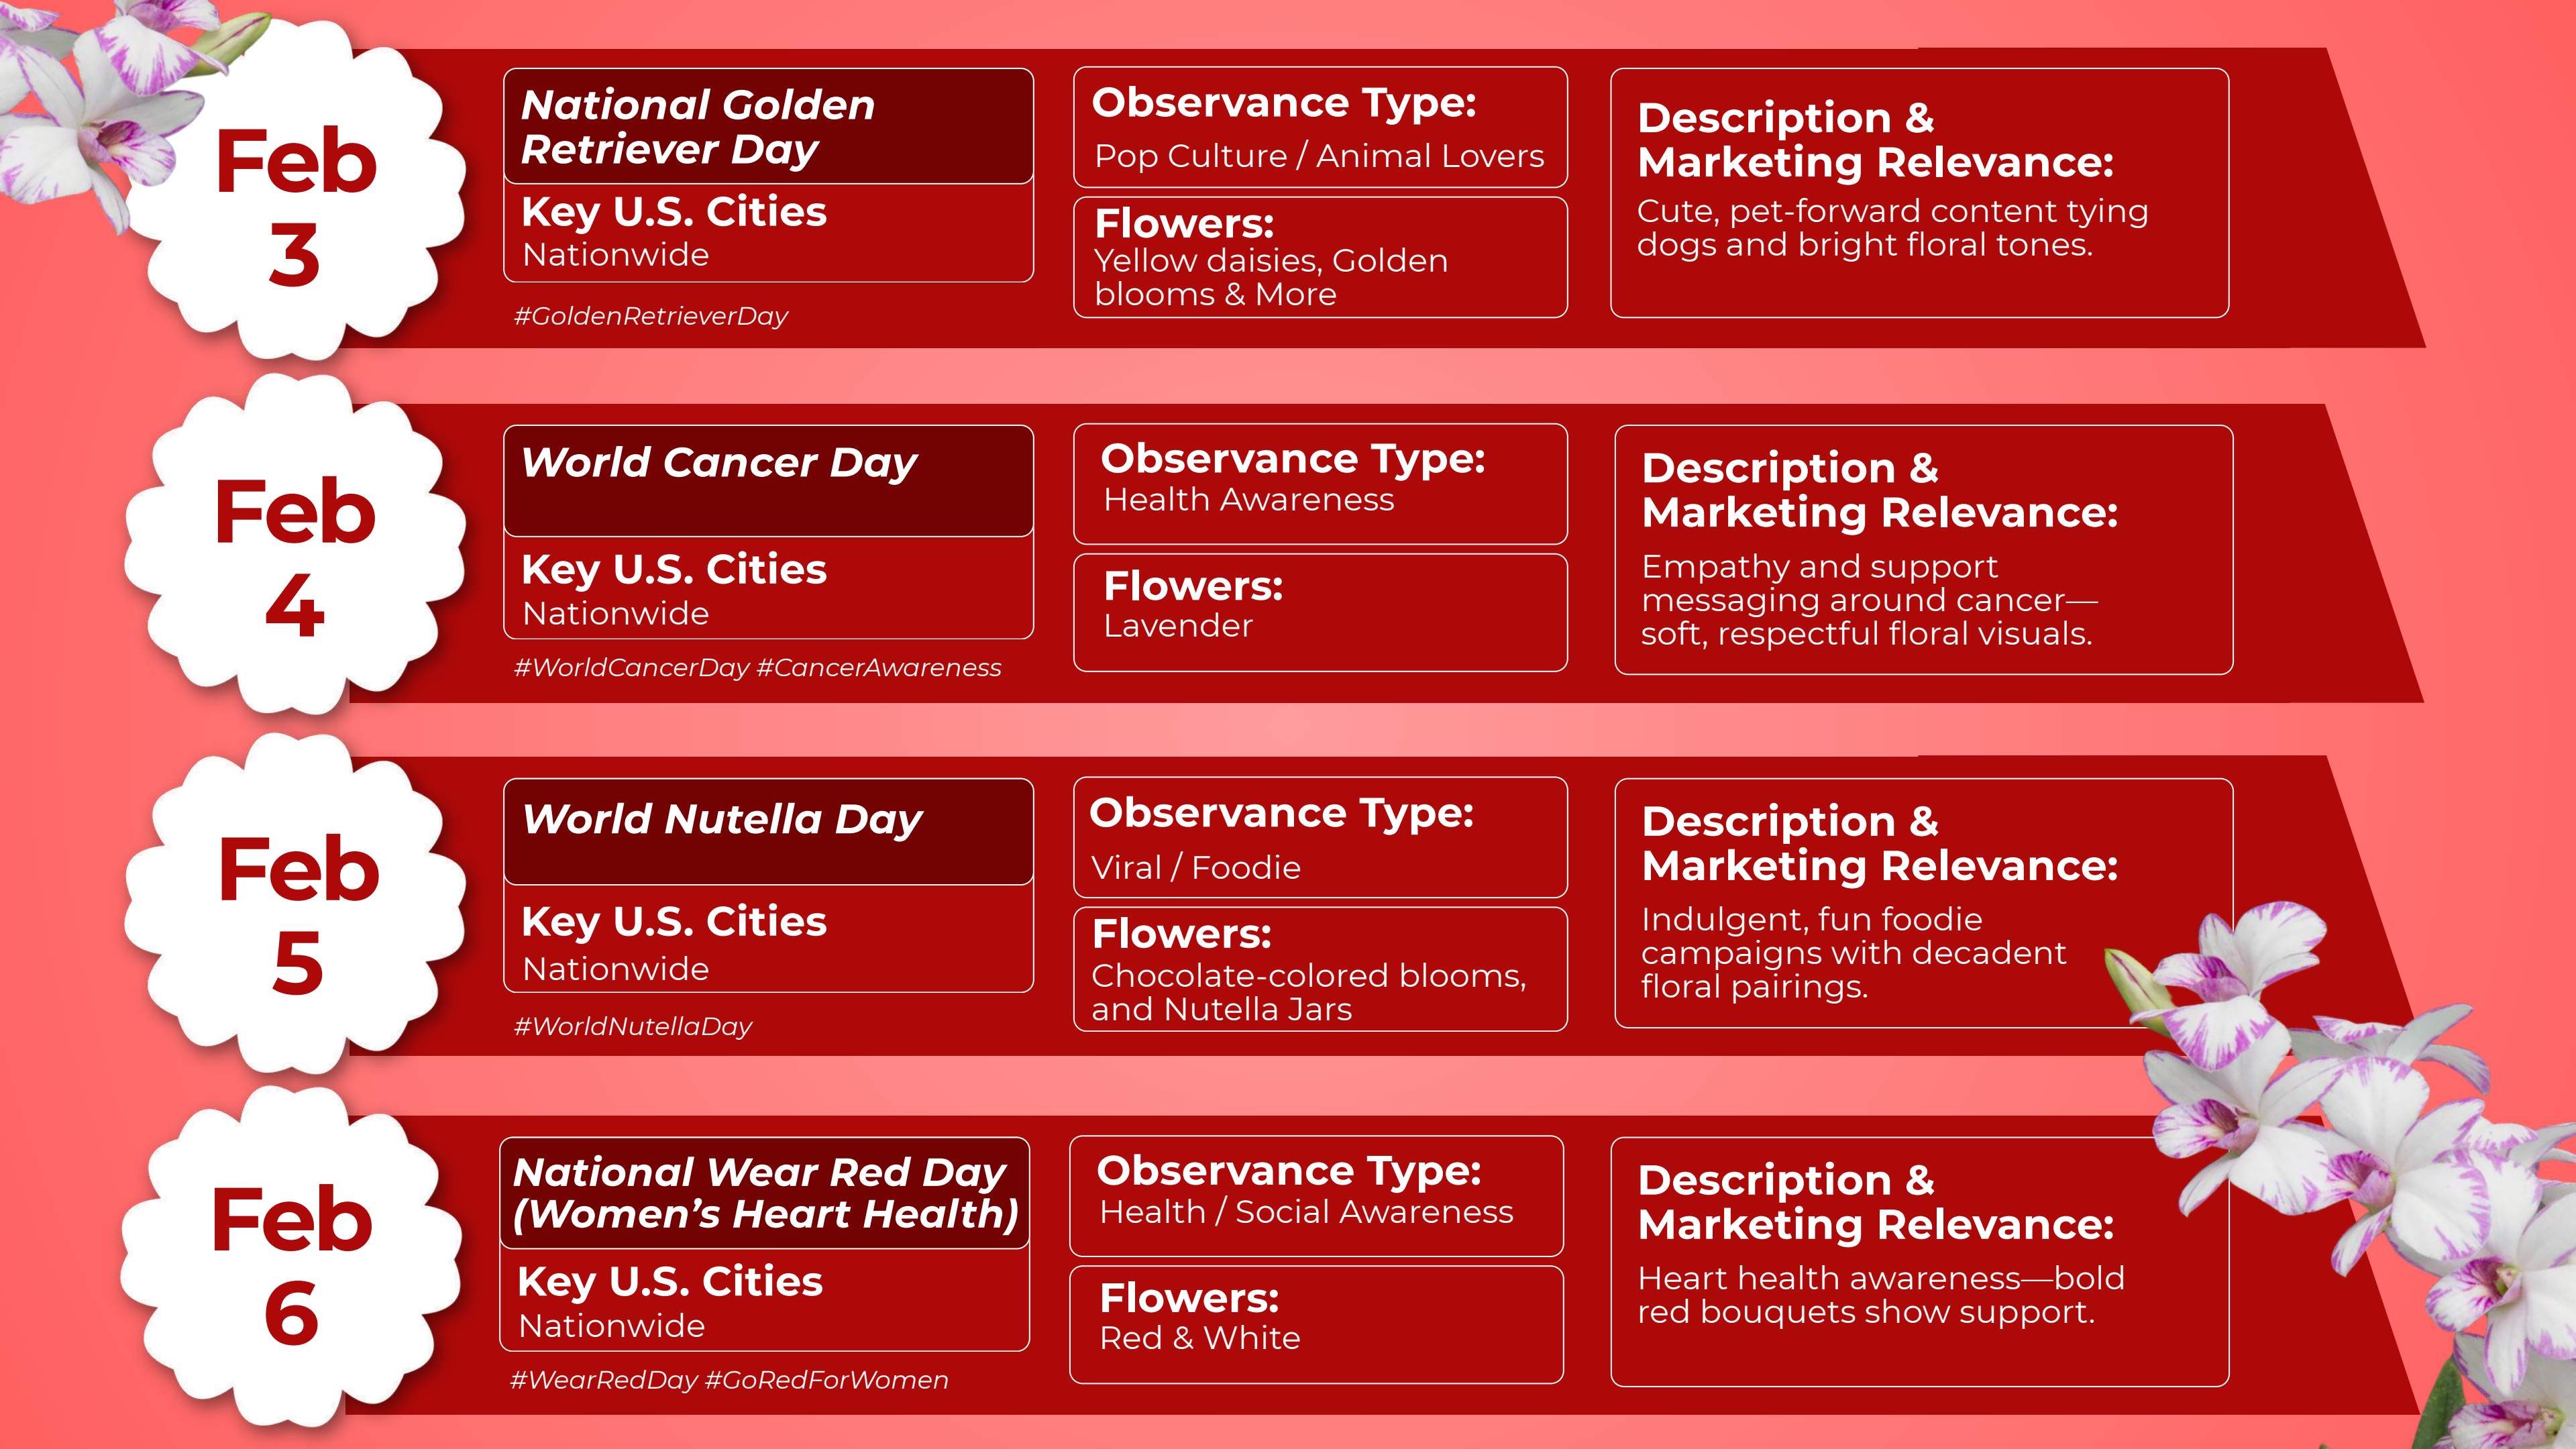 Feb
3
National Golden
Retriever Day
Key U.S. Cities
Nationwide
#GoldenRetrieverDay
Observance Type:
Pop Culture / Animal Lovers
Flowers:
Yellow daisies, Golden
blooms & More
Description &
Marketing Relevance:
Cute, pet-forward content tying
dogs and bright floral tones.
Feb
4
World Cancer Day
Key U.S. Cities
Nationwide
#WorldCancerDay #CancerAwareness
Observance Type:
Health Awareness
Flowers:
Lavender
Description &
Marketing Relevance:
Empathy and support
messaging around cancer—
soft, respectful floral visuals.
Feb
5
World Nutella Day
Key U.S. Cities
Nationwide
#WorldNutellaDay
Observance Type:
Viral / Foodie
Flowers:
Chocolate-colored blooms,
and Nutella Jars
Description &
Marketing Relevance:
Indulgent, fun foodie
campaigns with decadent
floral pairings.
Feb
6
National Wear Red Day
(Women’s Heart Health)
Key U.S. Cities
Nationwide
#WearRedDay #GoRedForWomen
Observance Type:
Health / Social Awareness
Flowers:
Red & White
Description &
Marketing Relevance:
Heart health awareness—bold
red bouquets show support.